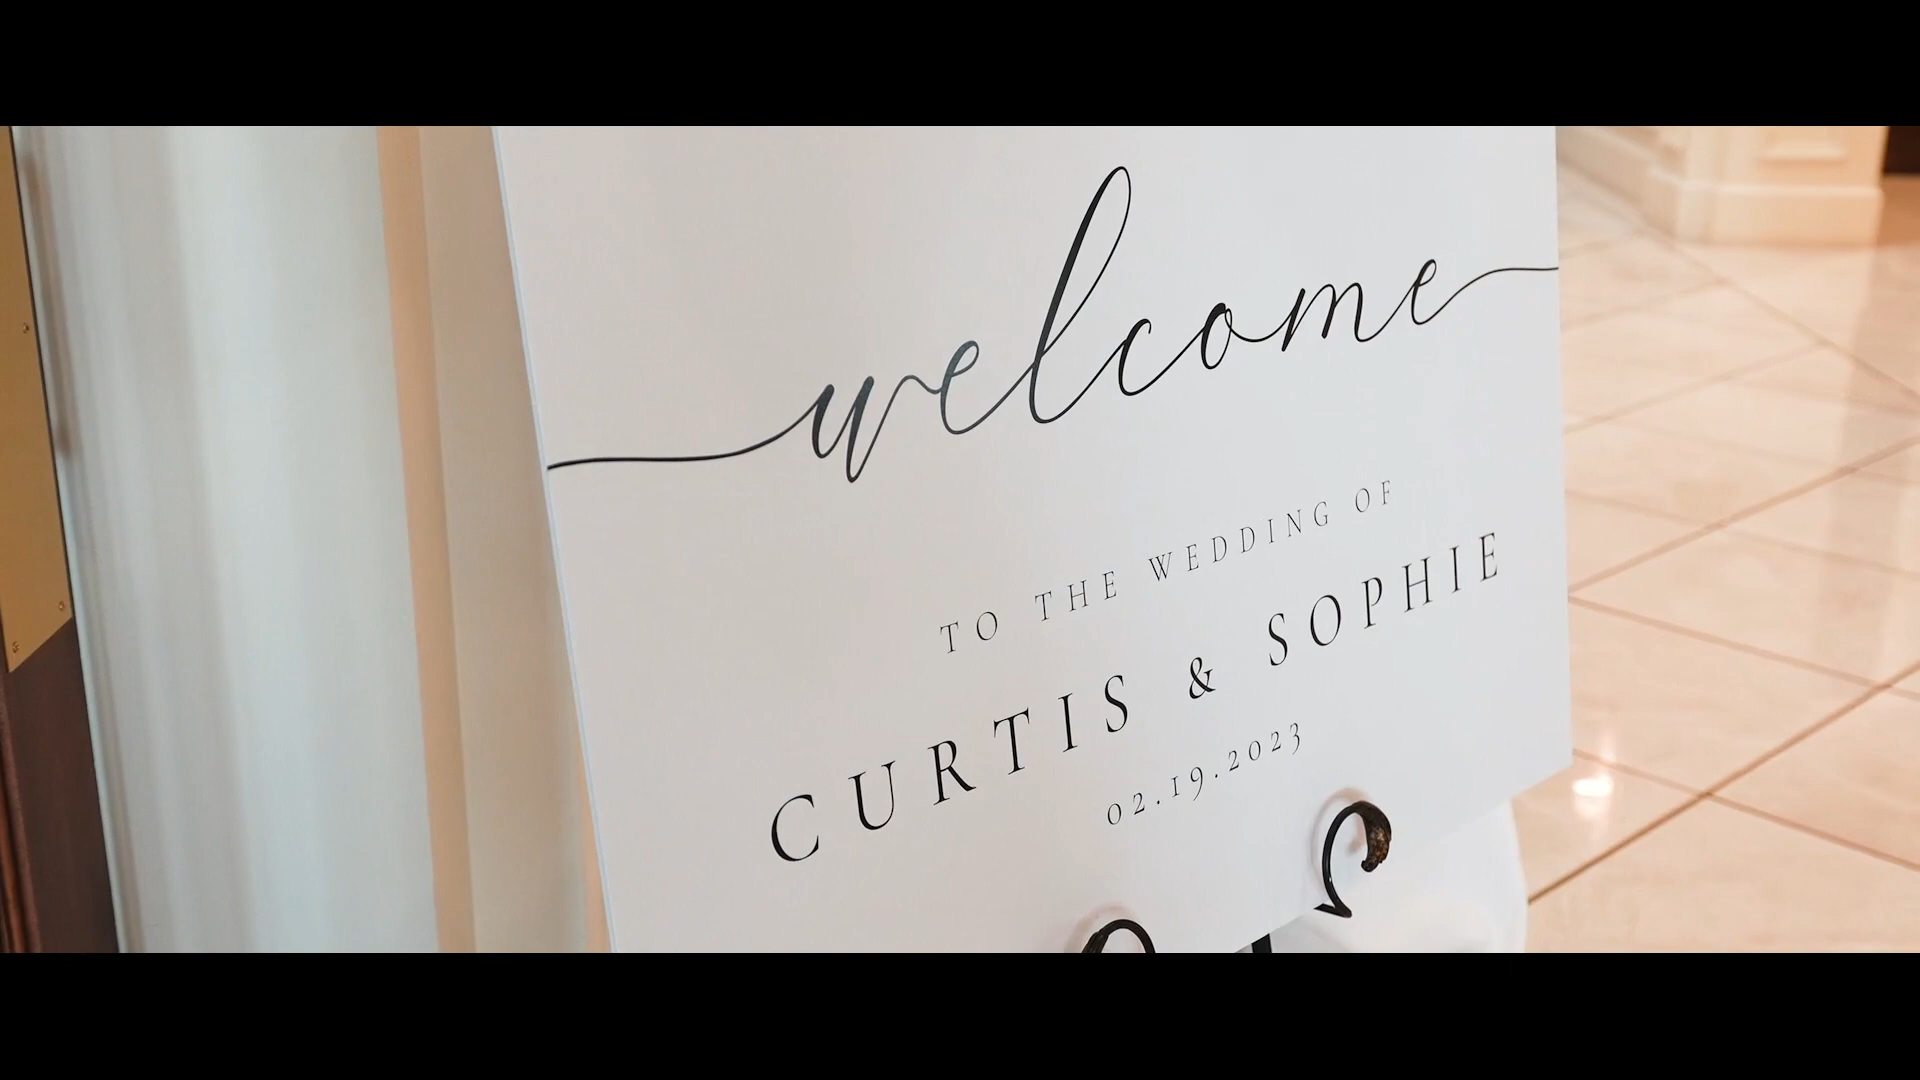 welcome
TO THE WEDDING OF
CURTIS & SOPHIE
02.19.2023